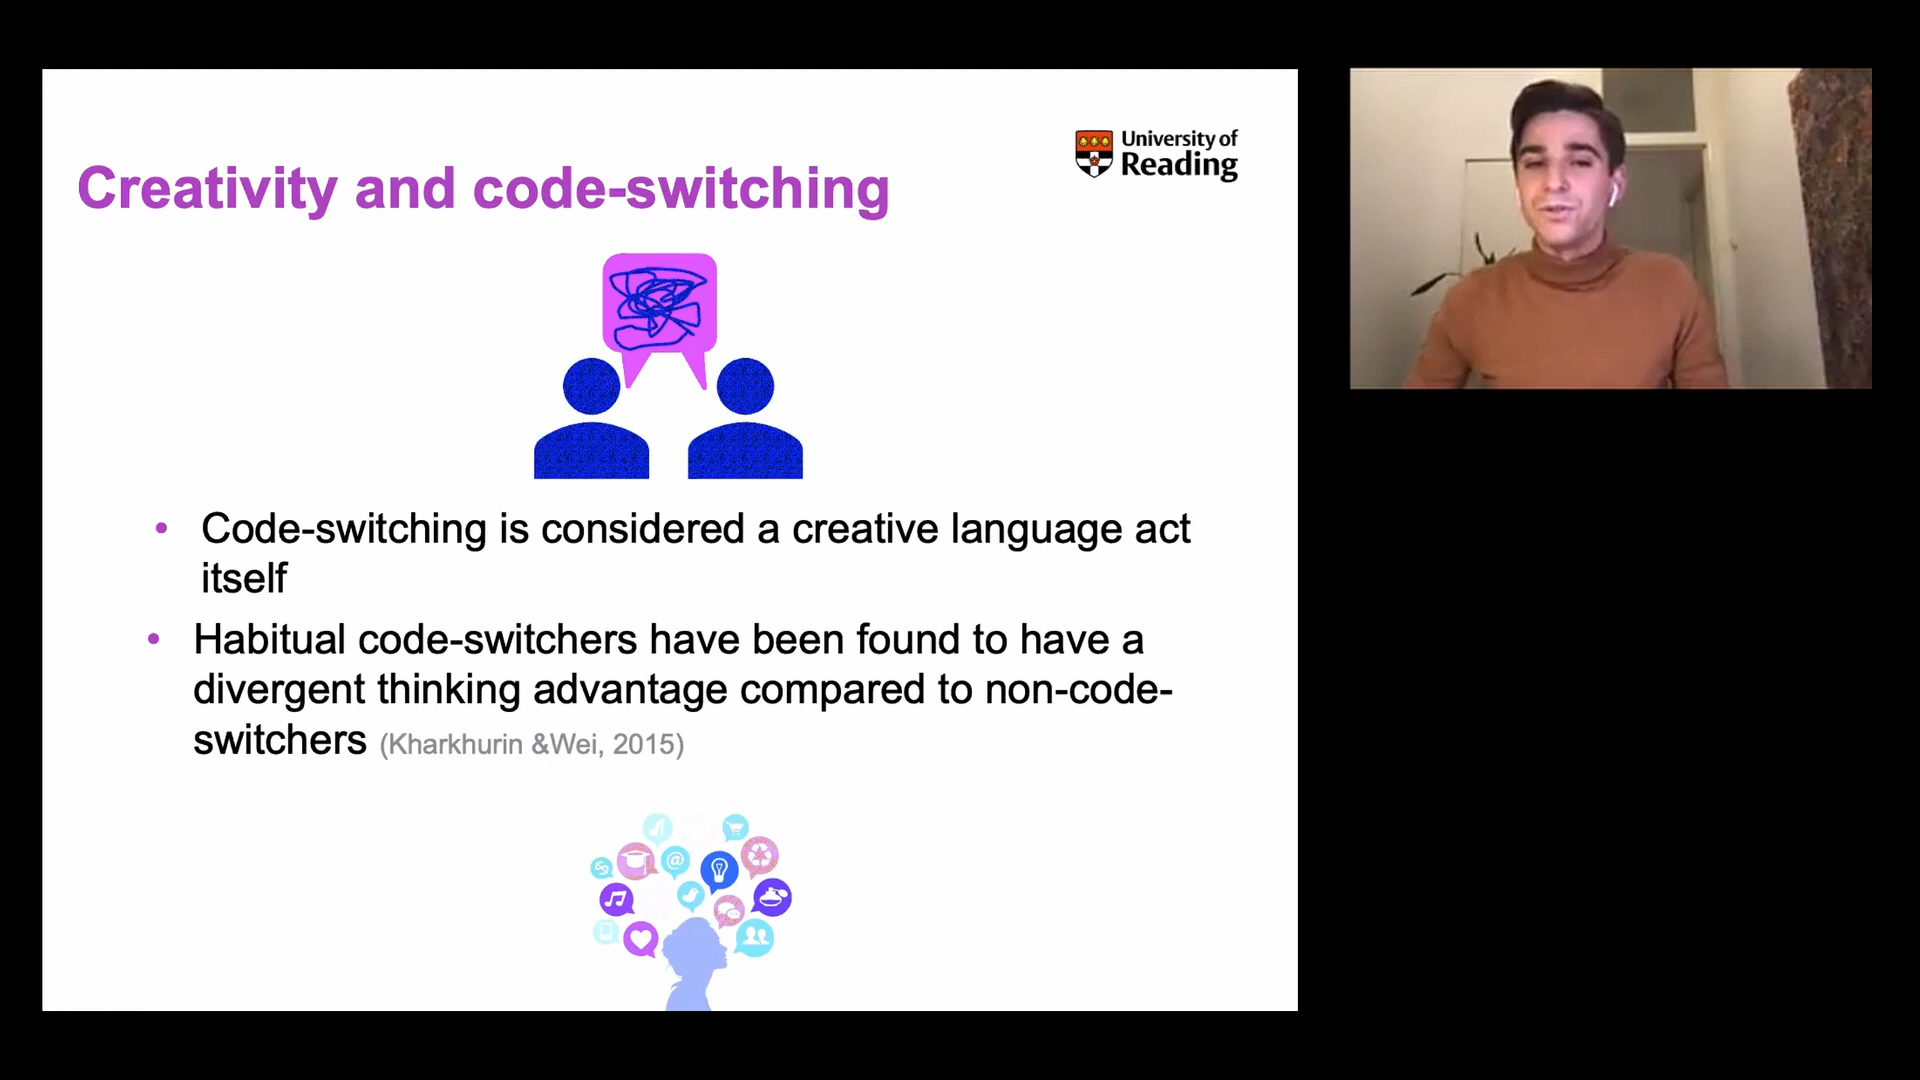 University of
Reading
Creativity and code-switching
• Code-switching is considered a creative language act
itself
• Habitual code-switchers have been found to have a
divergent thinking advantage compared to non-code-
switchers (Kharkhurin &Wei, 2015)
@